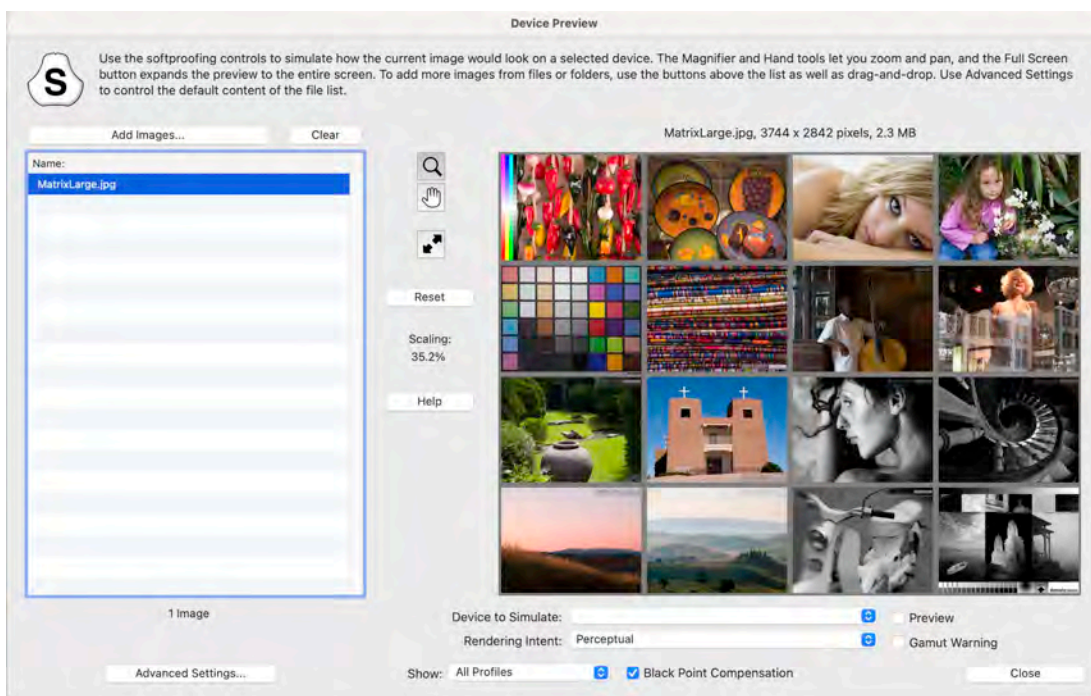 Device Preview
S
Use the softproofing controls to simulate how the current image would look on a selected device. The Magnifier and Hand tools let you zoom and pan, and the Full Screen
button expands the preview to the entire screen. To add more images from files or folders, use the buttons above the list as well as drag-and-drop. Use Advanced Settings
to control the default content of the file list.
Add Images...
Clear
MatrixLarge.jpg, 3744 x 2842 pixels, 2.3 MB
Name:
MatrixLarge.jpg
Reset
Scaling:
35.2%
Help
1 Image
Device to Simulate:
Preview
Rendering Intent: Perceptual
Gamut Warning
Advanced Settings...
Show: All Profiles
Black Point Compensation
Close